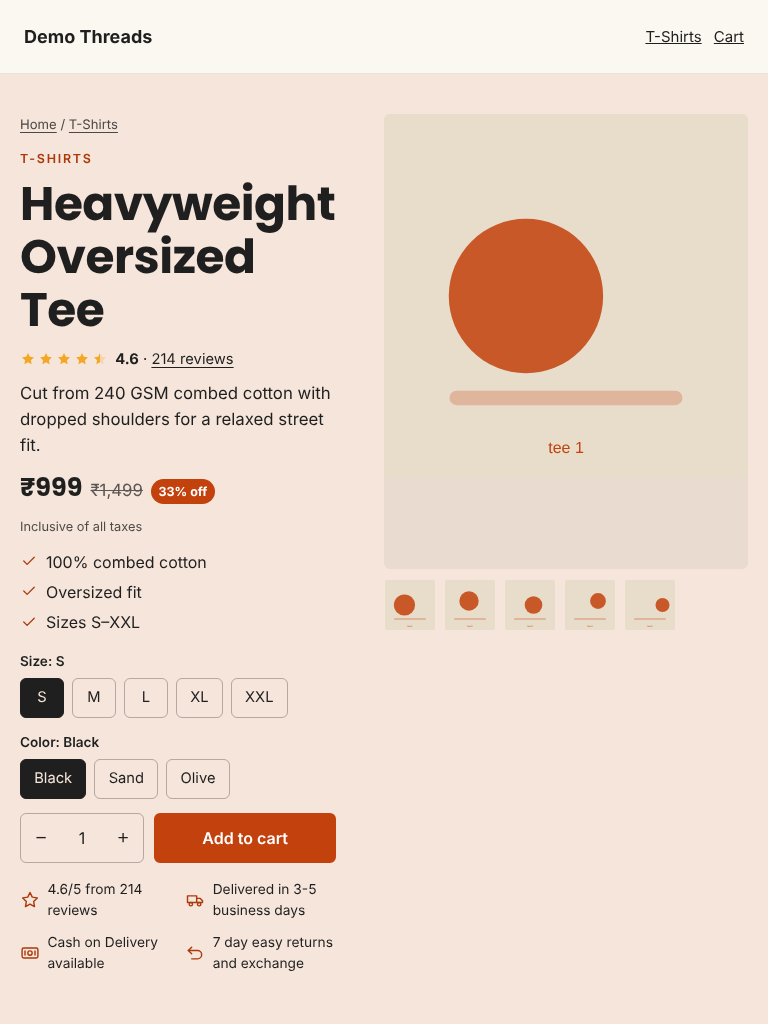 Demo Threads
T-Shirts Cart
Home / T-Shirts
T-SHIRTS
Heavyweight
Oversized
Tee
4.6 · 214 reviews
Cut from 240 GSM combed cotton with
dropped shoulders for a relaxed street
fit.
₹999 ₹1,499 33% off
Inclusive of all taxes
100% combed cotton
Oversized fit
Sizes S–XXL
Size: S
S M L XL XXL
Color: Black
Black Sand Olive
− 1 + Add to cart
4.6/5 from 214
reviews
Delivered in 3-5
business days
Cash on Delivery
available
7 day easy returns
and exchange
tee 1